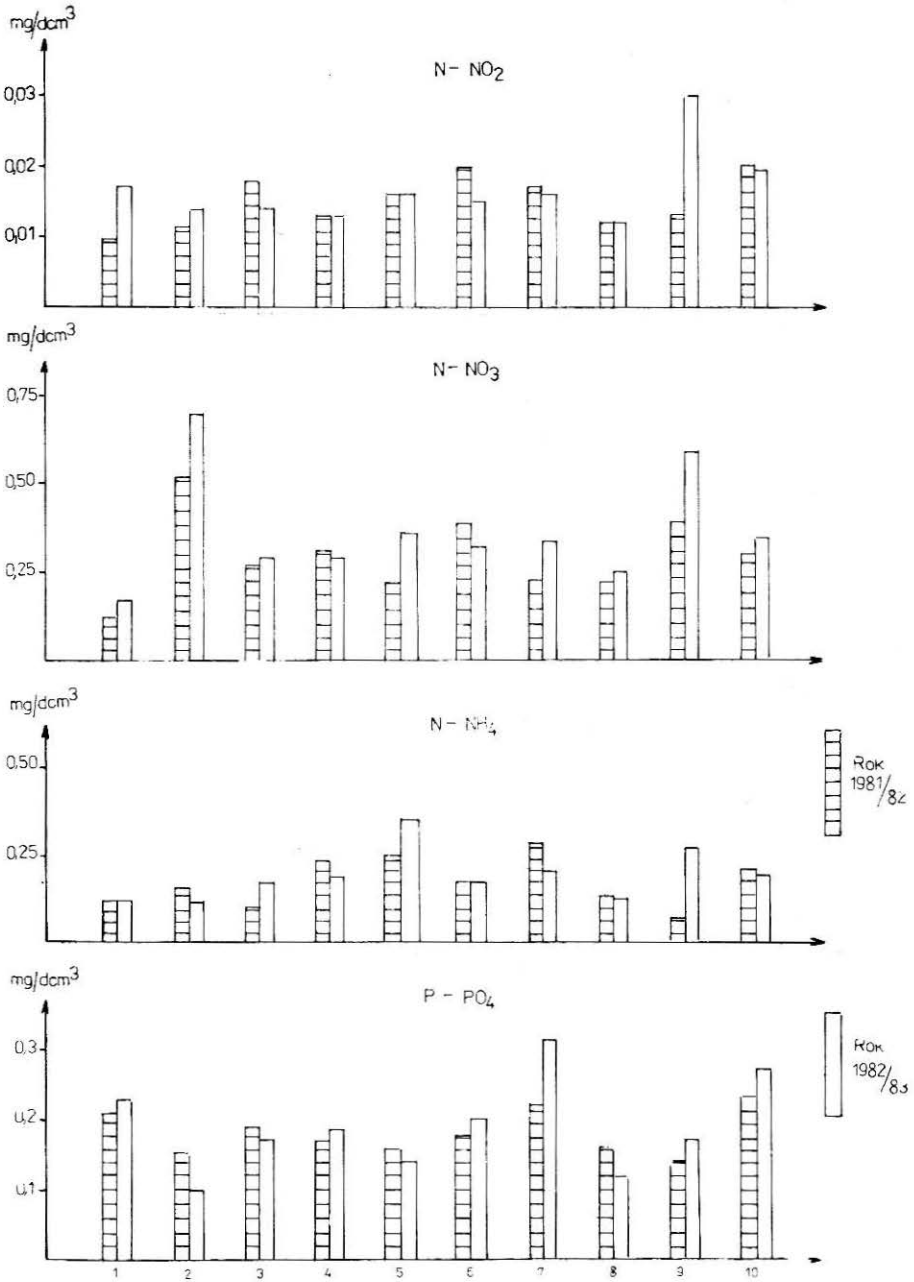 mg/dcm³
N - NO₂
0,03
0,02
0,01
mg/dcm³
N - NO₃
0,75
0,50
0,25
mg/dcm³
N - NH₄
0,50
0,25
Rok
1981/82
mg/dcm³
P - PO₄
0,3
0,2
0,1
Rok
1982/83
1 2 3 4 5 6 7 8 9 10